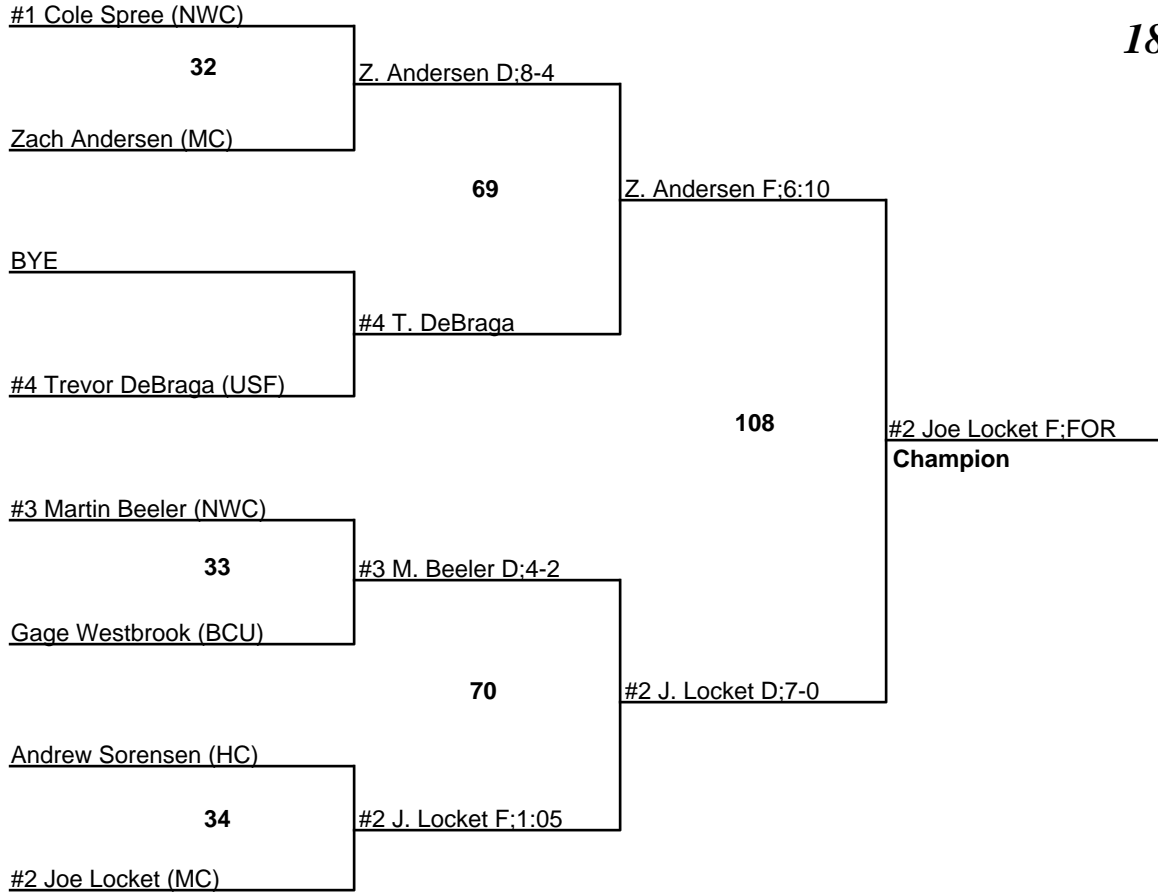 #1 Cole Spree (NWC)
18
32
Z. Andersen D;8-4
Zach Andersen (MC)
69
Z. Andersen F;6:10
BYE
#4 T. DeBraga
#4 Trevor DeBraga (USF)
108
#2 Joe Locket F;FOR
Champion
#3 Martin Beeler (NWC)
33
#3 M. Beeler D;4-2
Gage Westbrook (BCU)
70
#2 J. Locket D;7-0
Andrew Sorensen (HC)
34
#2 J. Locket F;1:05
#2 Joe Locket (MC)